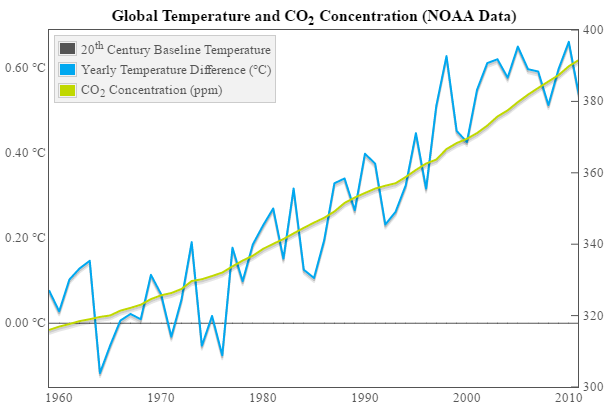 Global Temperature and CO2 Concentration (NOAA Data)
20th Century Baseline Temperature
Yearly Temperature Difference (°C)
CO2 Concentration (ppm)
0.60 °C
0.40 °C
0.20 °C
0.00 °C
400
380
360
340
320
300
1960 1970 1980 1990 2000 2010